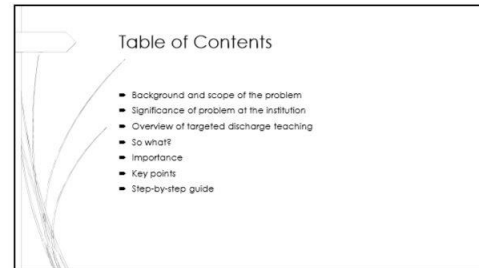 Table of Contents
Background and scope of the problem
Significance of problem at the institution
Overview of targeted discharge teaching
So what?
Importance
Key points
Step-by-step guide